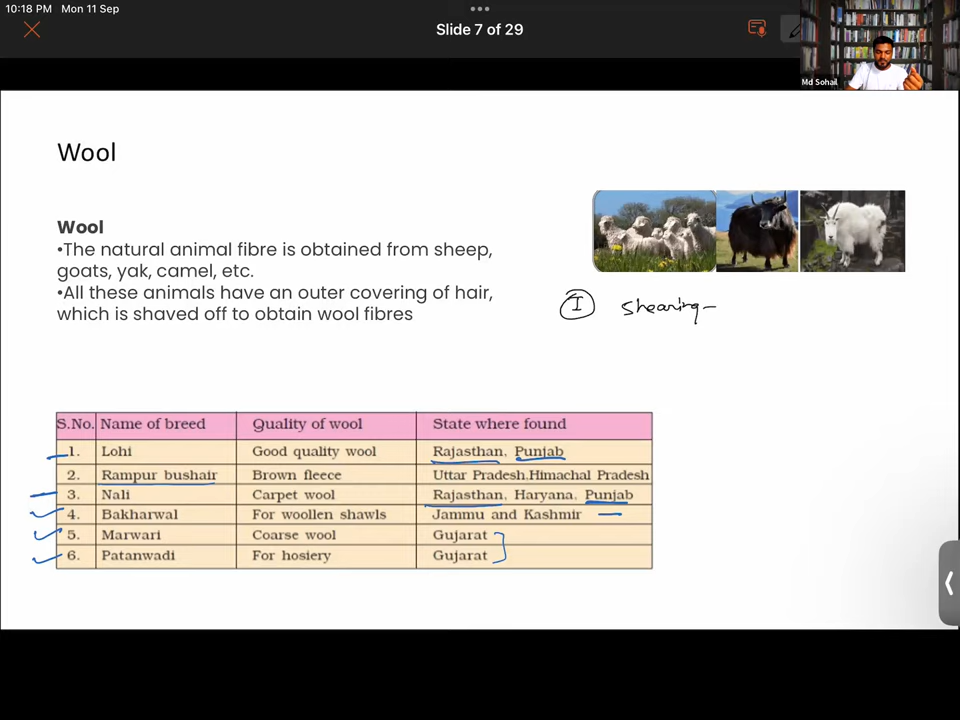 10:18 PM Mon 11 Sep
Slide 7 of 29
Md Sohail
Wool
Wool
•The natural animal fibre is obtained from sheep,
goats, yak, camel, etc.
•All these animals have an outer covering of hair,
which is shaved off to obtain wool fibres
I shearing-
S.No. Name of breed Quality of wool State where found
1. Lohi Good quality wool Rajasthan, Punjab
2. Rampur bushair Brown fleece Uttar Pradesh,Himachal Pradesh
3. Nali Carpet wool Rajasthan, Haryana, Punjab
4. Bakharwal For woollen shawls Jammu and Kashmir
5. Marwari Coarse wool Gujarat
6. Patanwadi For hosiery Gujarat